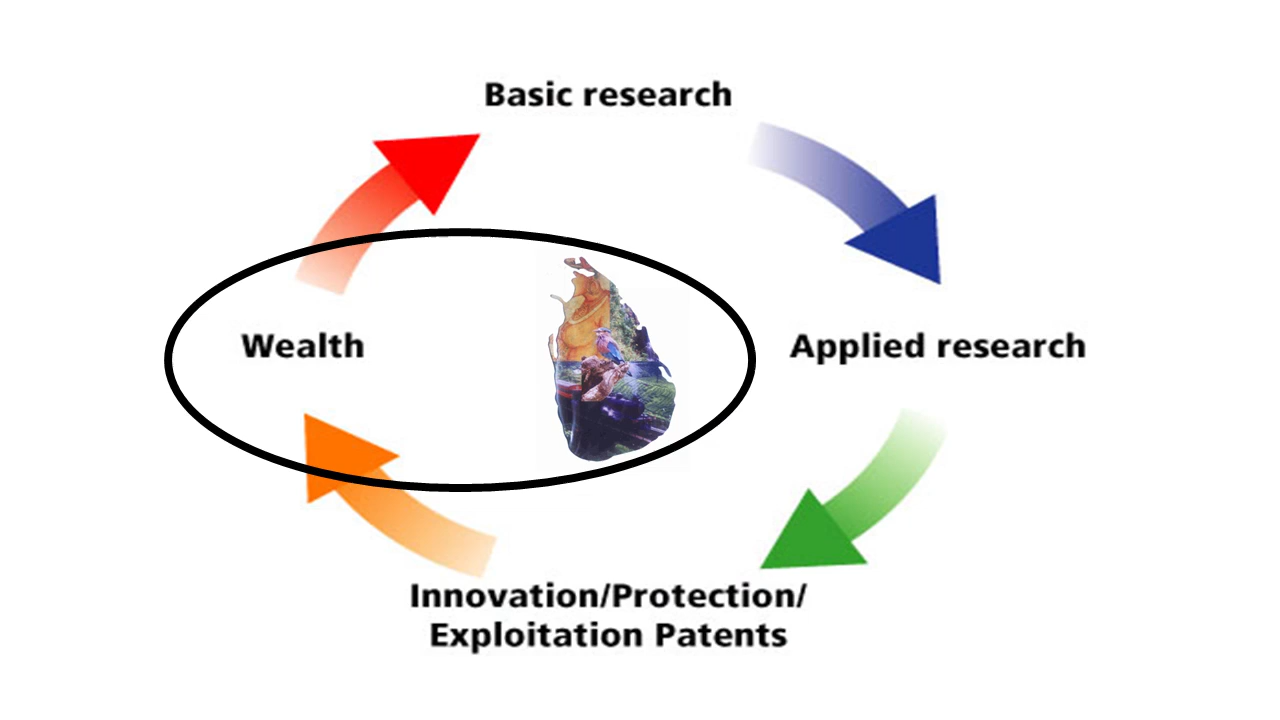 Basic research
Wealth
Applied research
Innovation/Protection/
Exploitation Patents